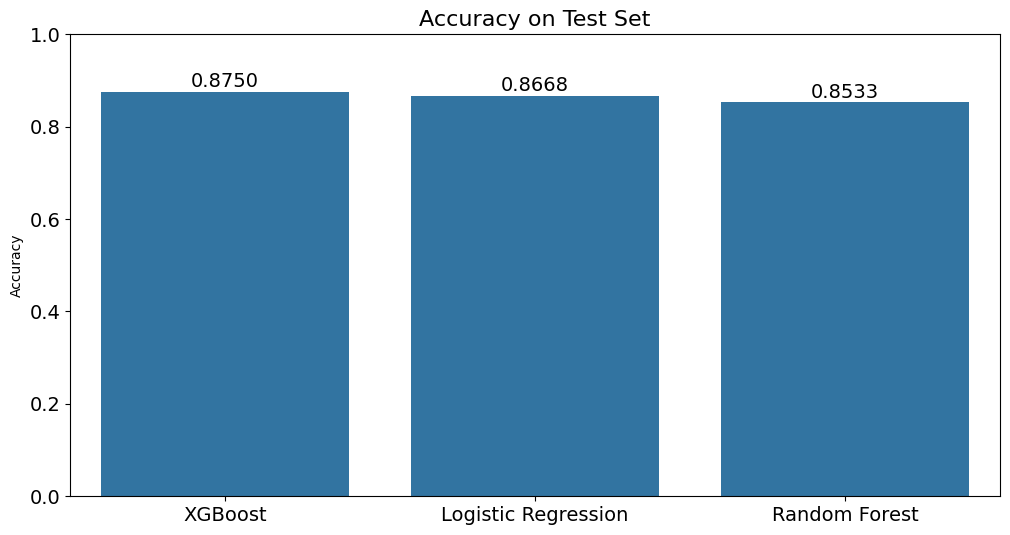 Accuracy on Test Set
1.0
0.8
0.6
0.4
0.2
0.0
Accuracy
0.8750
0.8668
0.8533
XGBoost
Logistic Regression
Random Forest